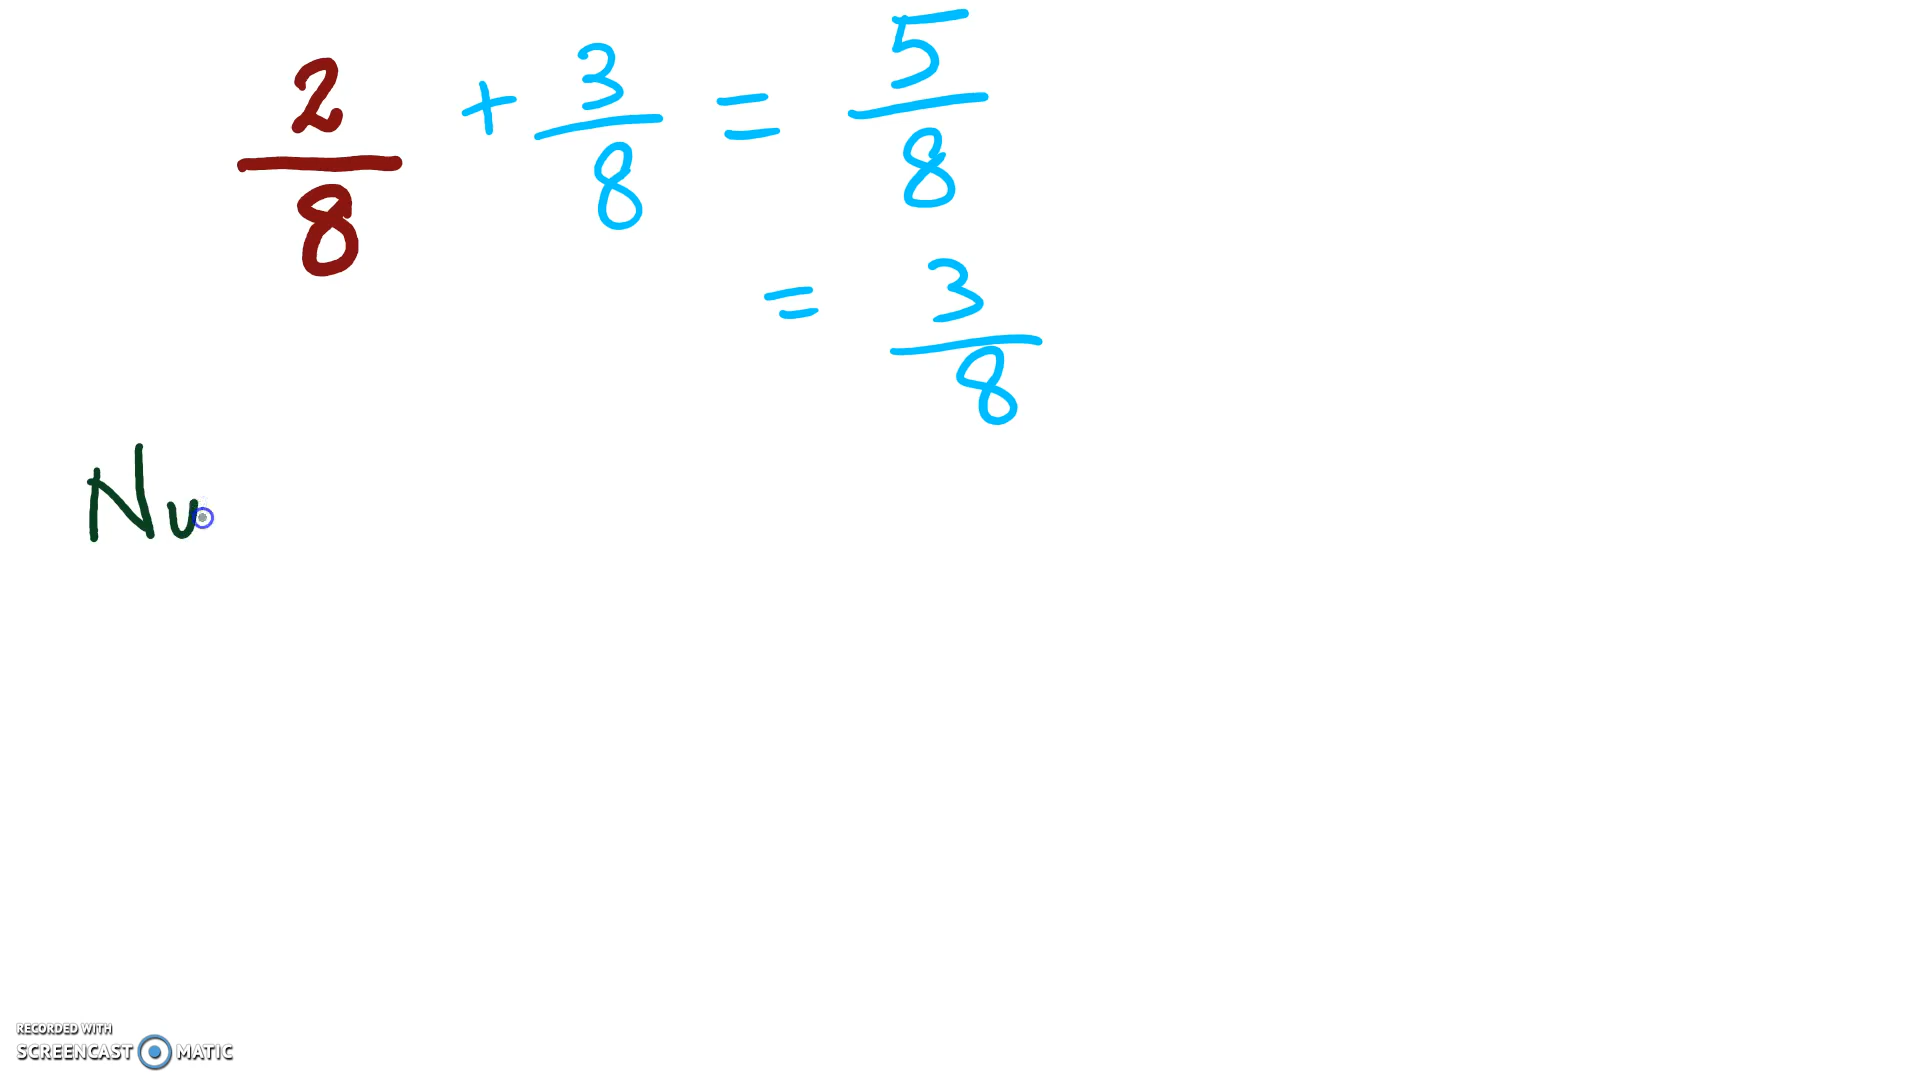 2/8 + 3/8 = 5/8
= 3/8
Nu
RECORDED WITH
SCREENCAST MATIC